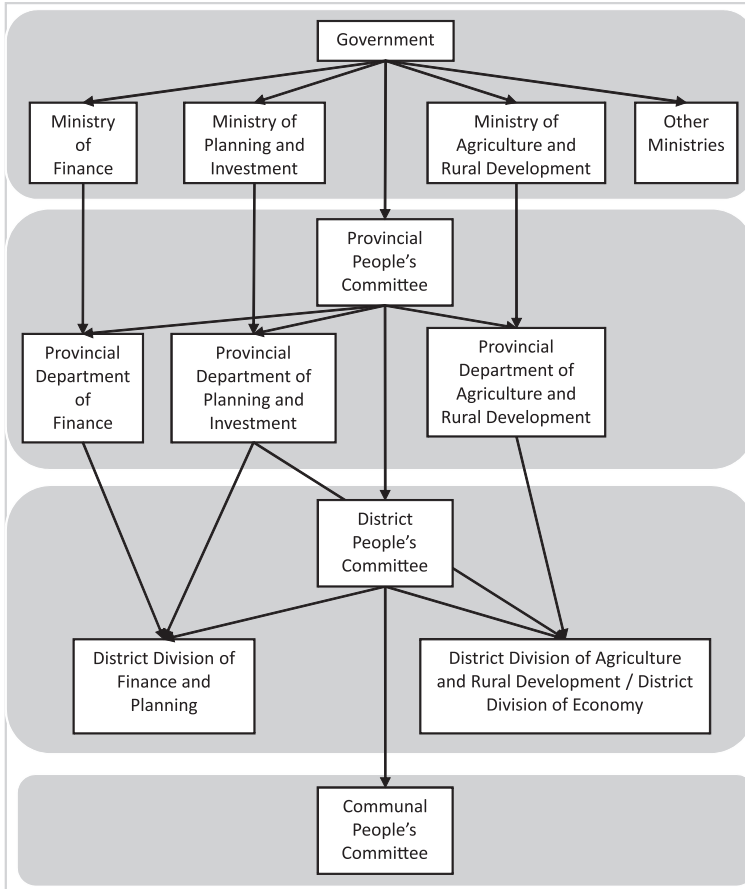 Government
Ministry
of
Finance
Ministry of
Planning and
Investment
Ministry of
Agriculture and
Rural Development
Other
Ministries
Provincial
People's
Committee
Provincial
Department
of
Finance
Provincial
Department of
Planning and
Investment
Provincial
Department of
Agriculture and
Rural Development
District
People's
Committee
District Division of
Finance and
Planning
District Division of Agriculture
and Rural Development / District
Division of Economy
Communal
People's
Committee